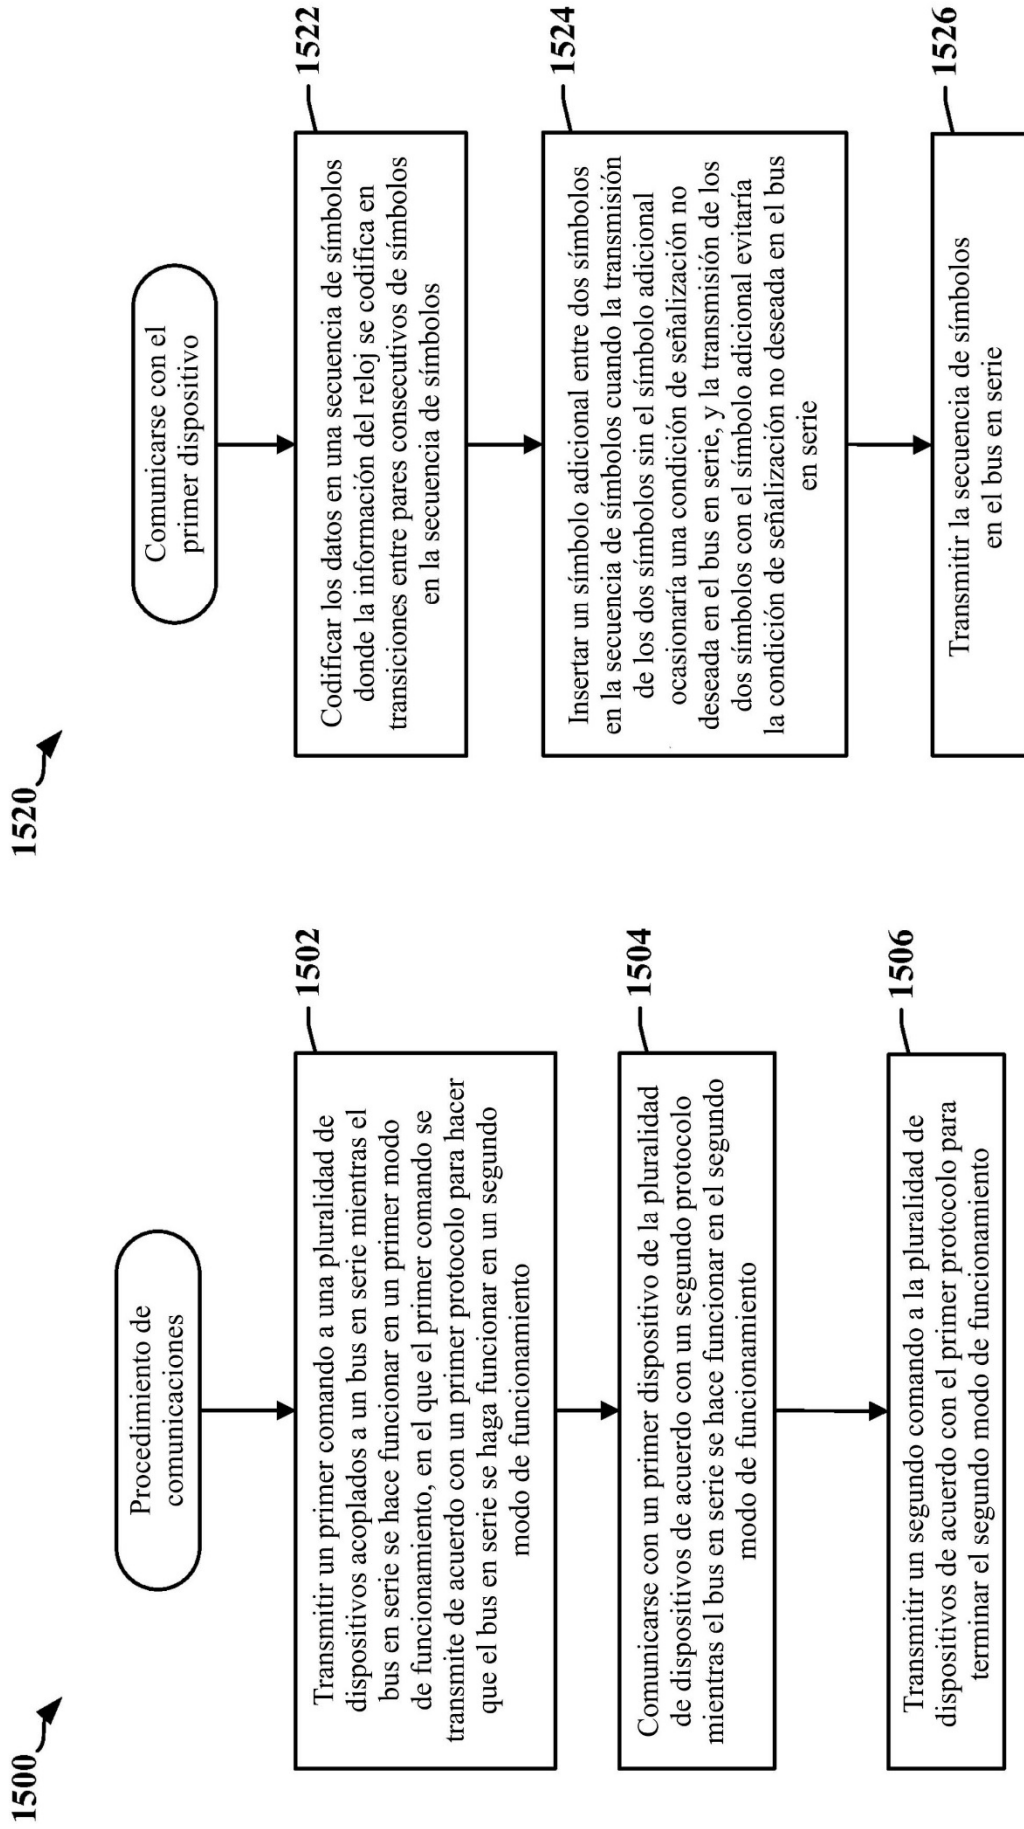 1500
Procedimiento de
comunicaciones
1502
Transmitir un primer comando a una pluralidad de
dispositivos acoplados a un bus en serie mientras el
bus en serie se hace funcionar en un primer modo
de funcionamiento, en el que el primer comando se
transmite de acuerdo con un primer protocolo para hacer
que el bus en serie se haga funcionar en un segundo
modo de funcionamiento
1504
Comunicarse con un primer dispositivo de la pluralidad
de dispositivos de acuerdo con un segundo protocolo
mientras el bus en serie se hace funcionar en el segundo
modo de funcionamiento
1506
Transmitir un segundo comando a la pluralidad de
dispositivos de acuerdo con el primer protocolo para
terminar el segundo modo de funcionamiento
1520
Comunicarse con el
primer dispositivo
1522
Codificar los datos en una secuencia de símbolos
donde la información del reloj se codifica en
transiciones entre pares consecutivos de símbolos
en la secuencia de símbolos
1524
Insertar un símbolo adicional entre dos símbolos
en la secuencia de símbolos cuando la transmisión
de los dos símbolos sin el símbolo adicional
ocasionaría una condición de señalización no
deseada en el bus en serie, y la transmisión de los
dos símbolos con el símbolo adicional evitaría
la condición de señalización no deseada en el bus
en serie
1526
Transmitir la secuencia de símbolos
en el bus en serie